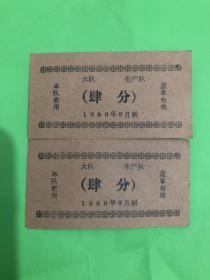 大队 生产队
本队使用
(肆分)
盖章有效
1980年9月制
大队 生产队
本队使用
(肆分)
盖章有效
1980年9月制